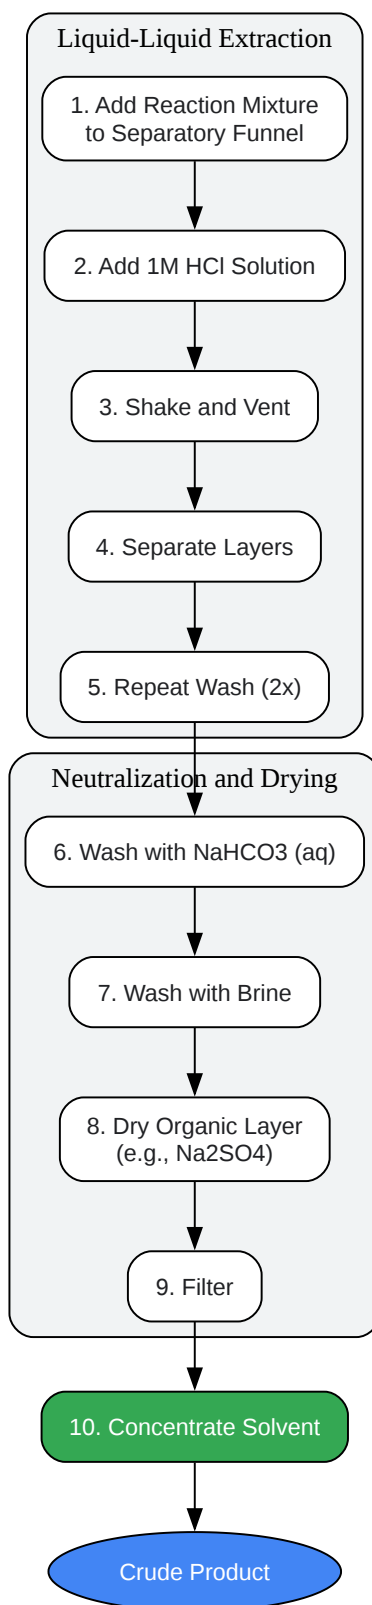 Liquid-Liquid Extraction
1. Add Reaction Mixture
to Separatory Funnel
2. Add 1M HCl Solution
3. Shake and Vent
4. Separate Layers
5. Repeat Wash (2x)
Neutralization and Drying
6. Wash with NaHCO3 (aq)
7. Wash with Brine
8. Dry Organic Layer
(e.g., Na2SO4)
9. Filter
10. Concentrate Solvent
Crude Product